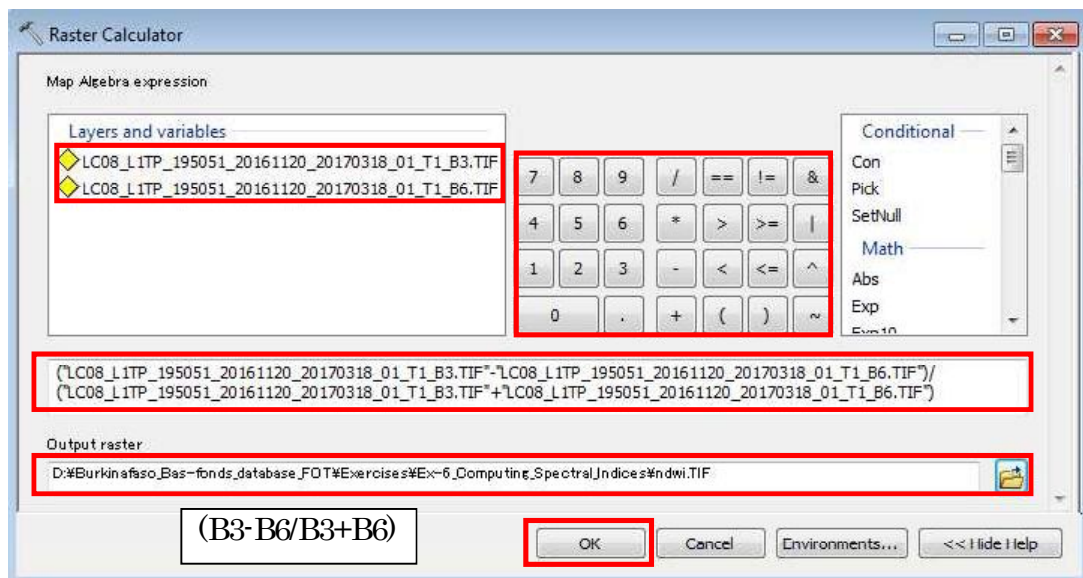 Raster Calculator
Map Algebra expression
Layers and variables
LC08_L1TP_195051_20161120_20170318_01_T1_B3.TIF
LC08_L1TP_195051_20161120_20170318_01_T1_B6.TIF
7 8 9 / == != &
4 5 6 * > >= |
1 2 3 - < <= ^
0 . + ( ) ~
Conditional
Con
Pick
SetNull
Math
Abs
Exp
Exp10
("LC08_L1TP_195051_20161120_20170318_01_T1_B3.TIF"-"LC08_L1TP_195051_20161120_20170318_01_T1_B6.TIF")/
("LC08_L1TP_195051_20161120_20170318_01_T1_B3.TIF"+"LC08_L1TP_195051_20161120_20170318_01_T1_B6.TIF")
Output raster
D:¥Burkinafaso_Bas-fonds_database_FOT¥Exercises¥Ex-6_Computing_Spectral_Indices¥ndwi.TIF
(B3-B6/B3+B6)
OK Cancel Environments... << Hide Help